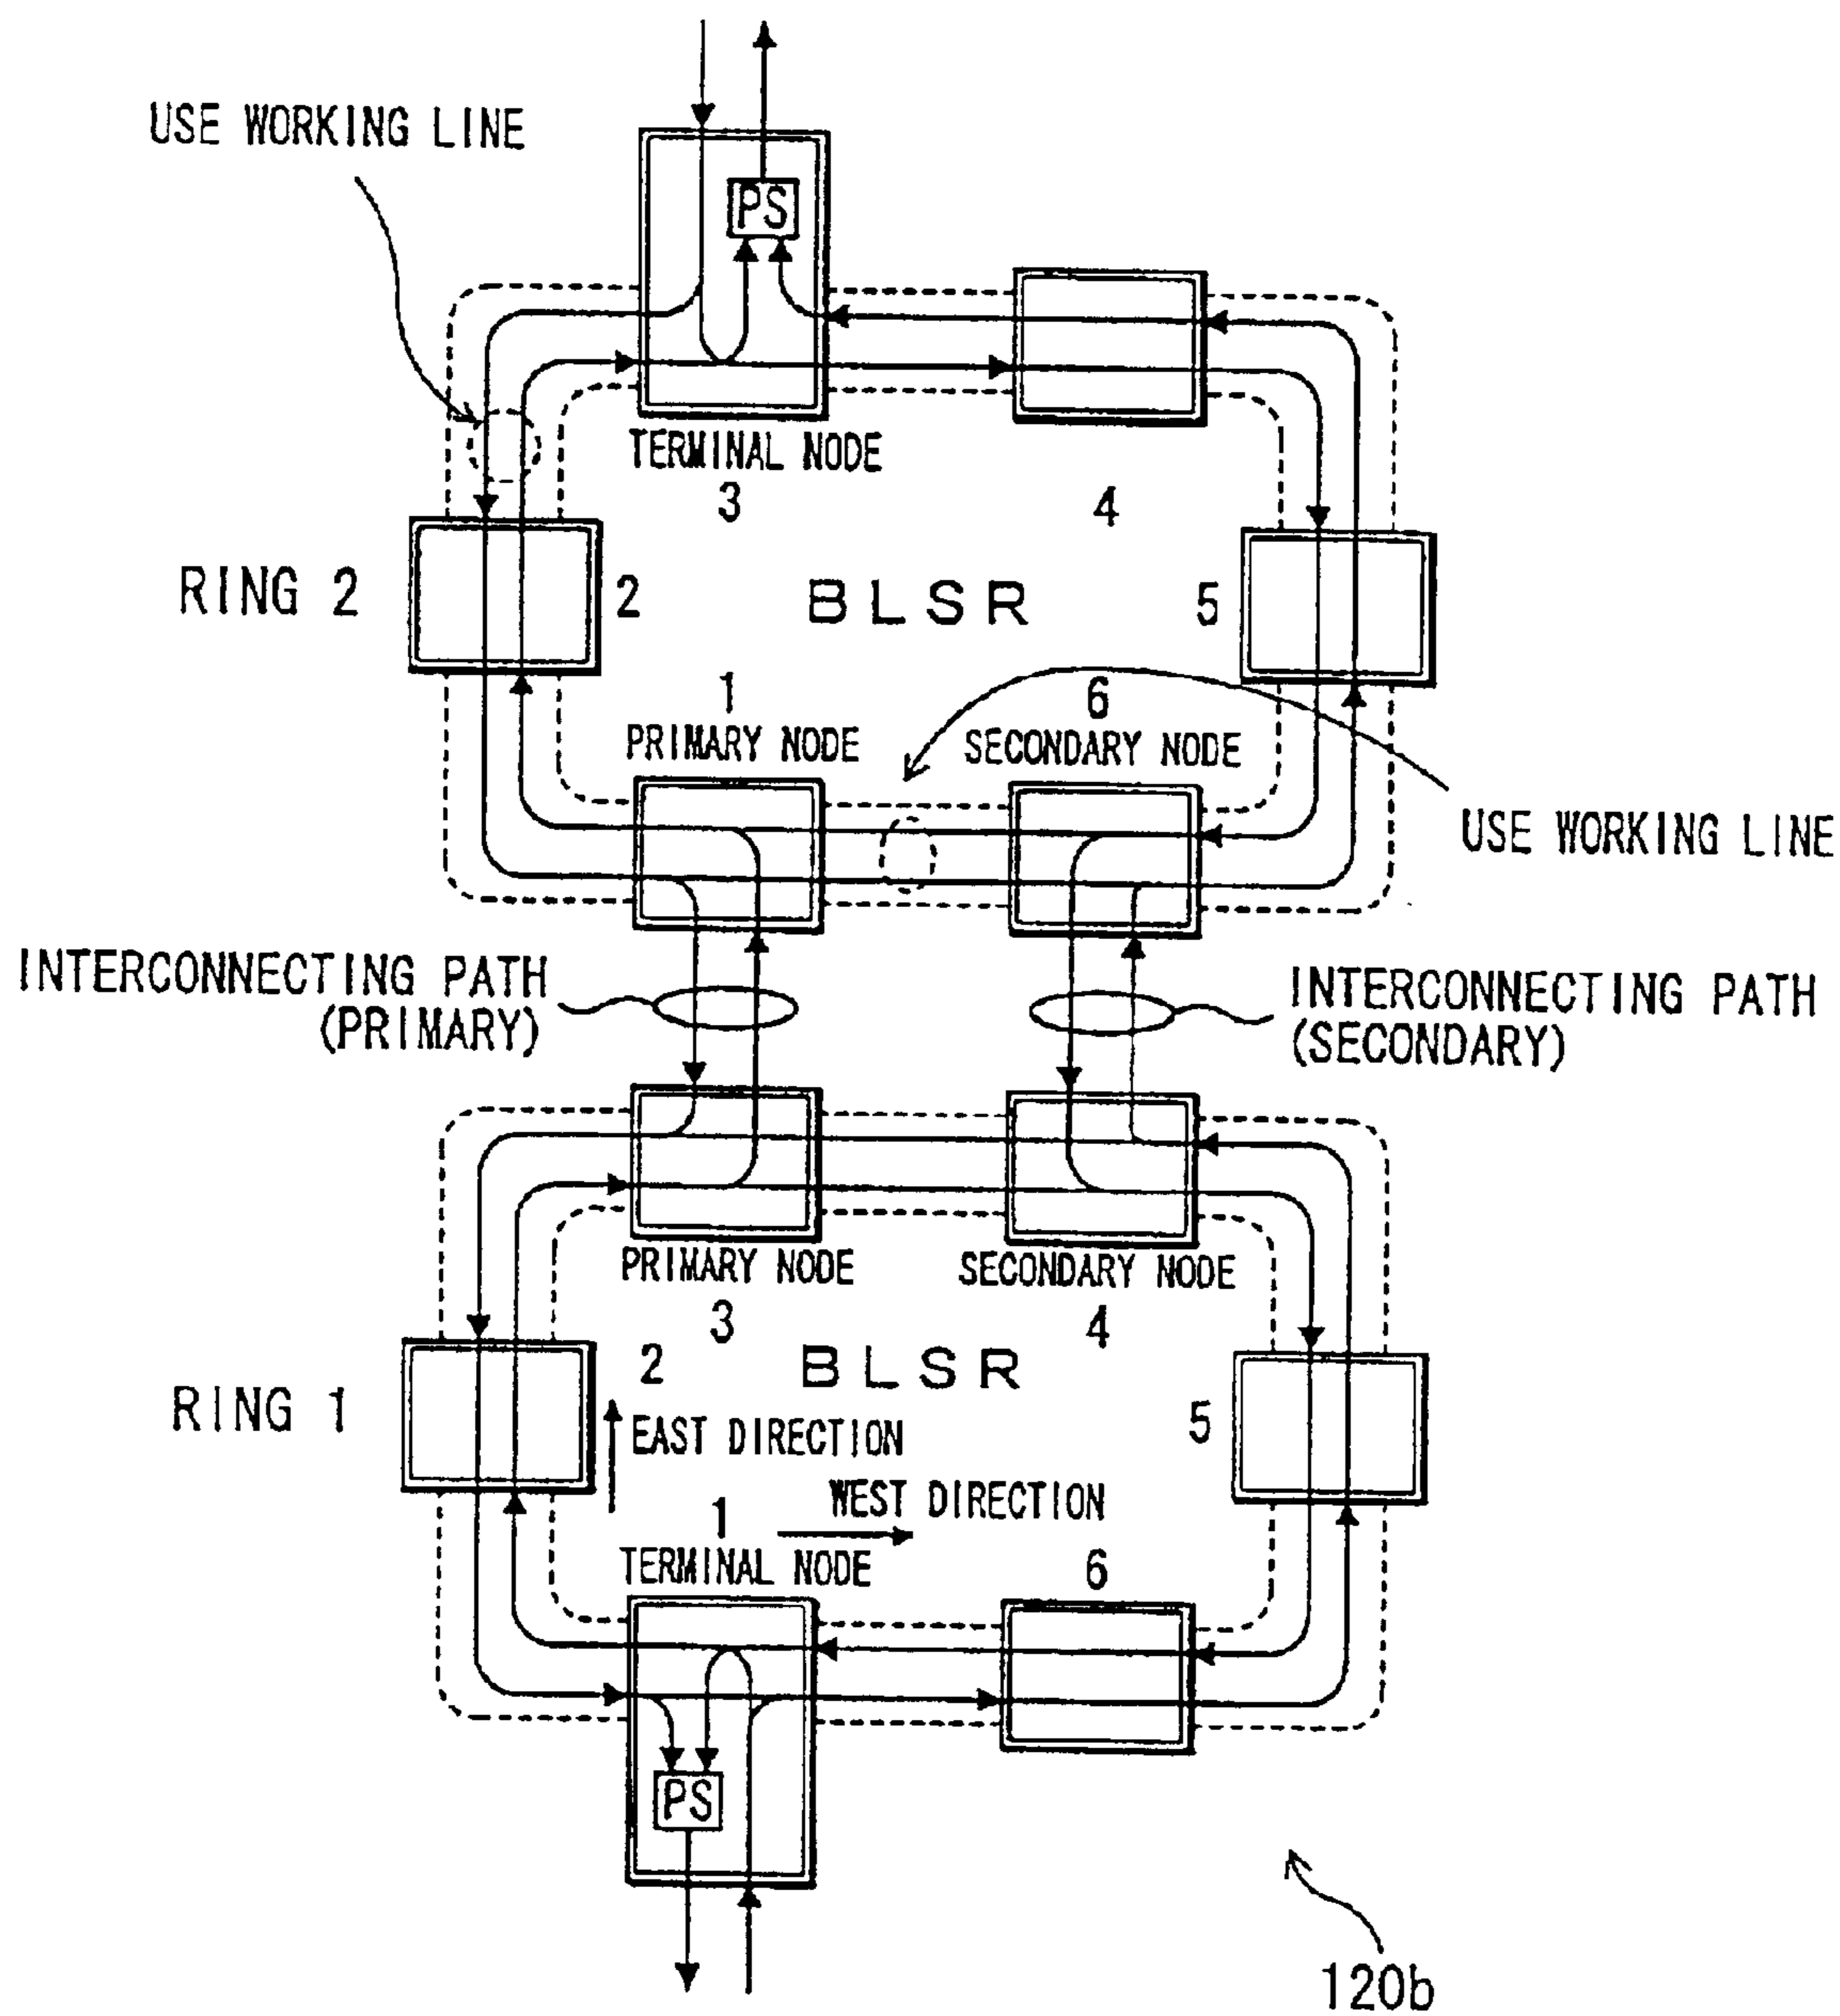 USE WORKING LINE
PS
TERMINAL NODE
3
4
RING 2
2
BLSR
5
1
PRIMARY NODE
6
SECONDARY NODE
USE WORKING LINE
INTERCONNECTING PATH
(PRIMARY)
INTERCONNECTING PATH
(SECONDARY)
PRIMARY NODE
3
SECONDARY NODE
4
RING 1
2
BLSR
5
EAST DIRECTION
WEST DIRECTION
1
TERMINAL NODE
6
PS
120b